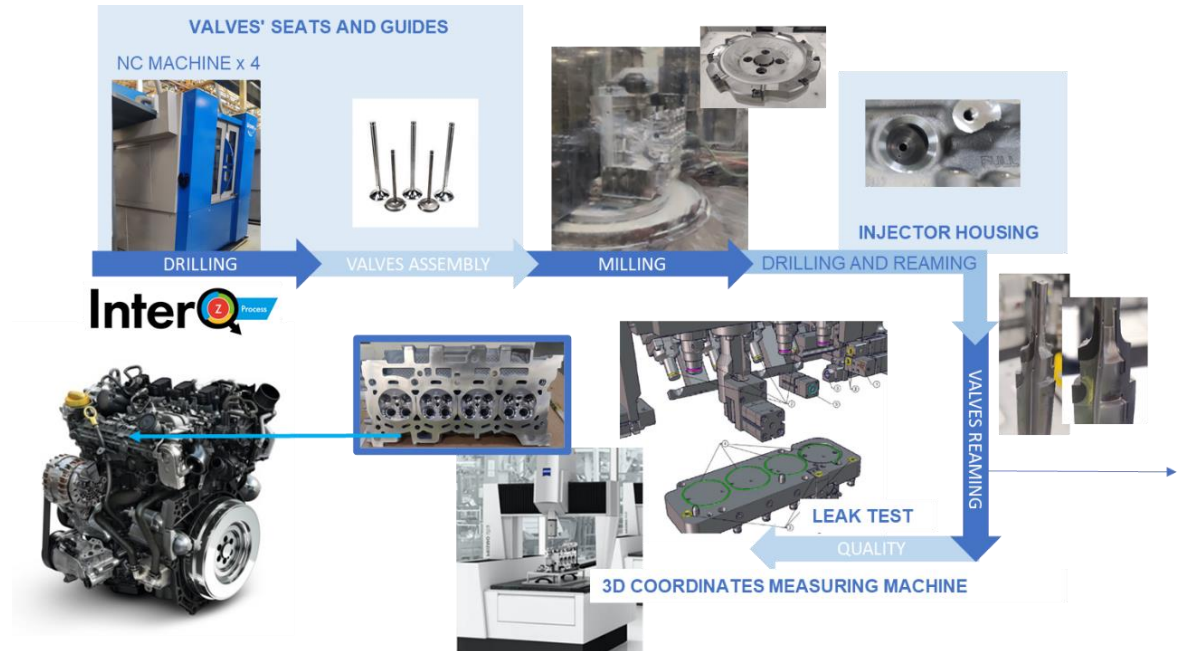 VALVES' SEATS AND GUIDES
NC MACHINE x 4
INJECTOR HOUSING
DRILLING
VALVES ASSEMBLY
MILLING
DRILLING AND REAMING
InterQ
Z
Process
VALVES REAMING
LEAK TEST
QUALITY
3D COORDINATES MEASURING MACHINE
ZEISS